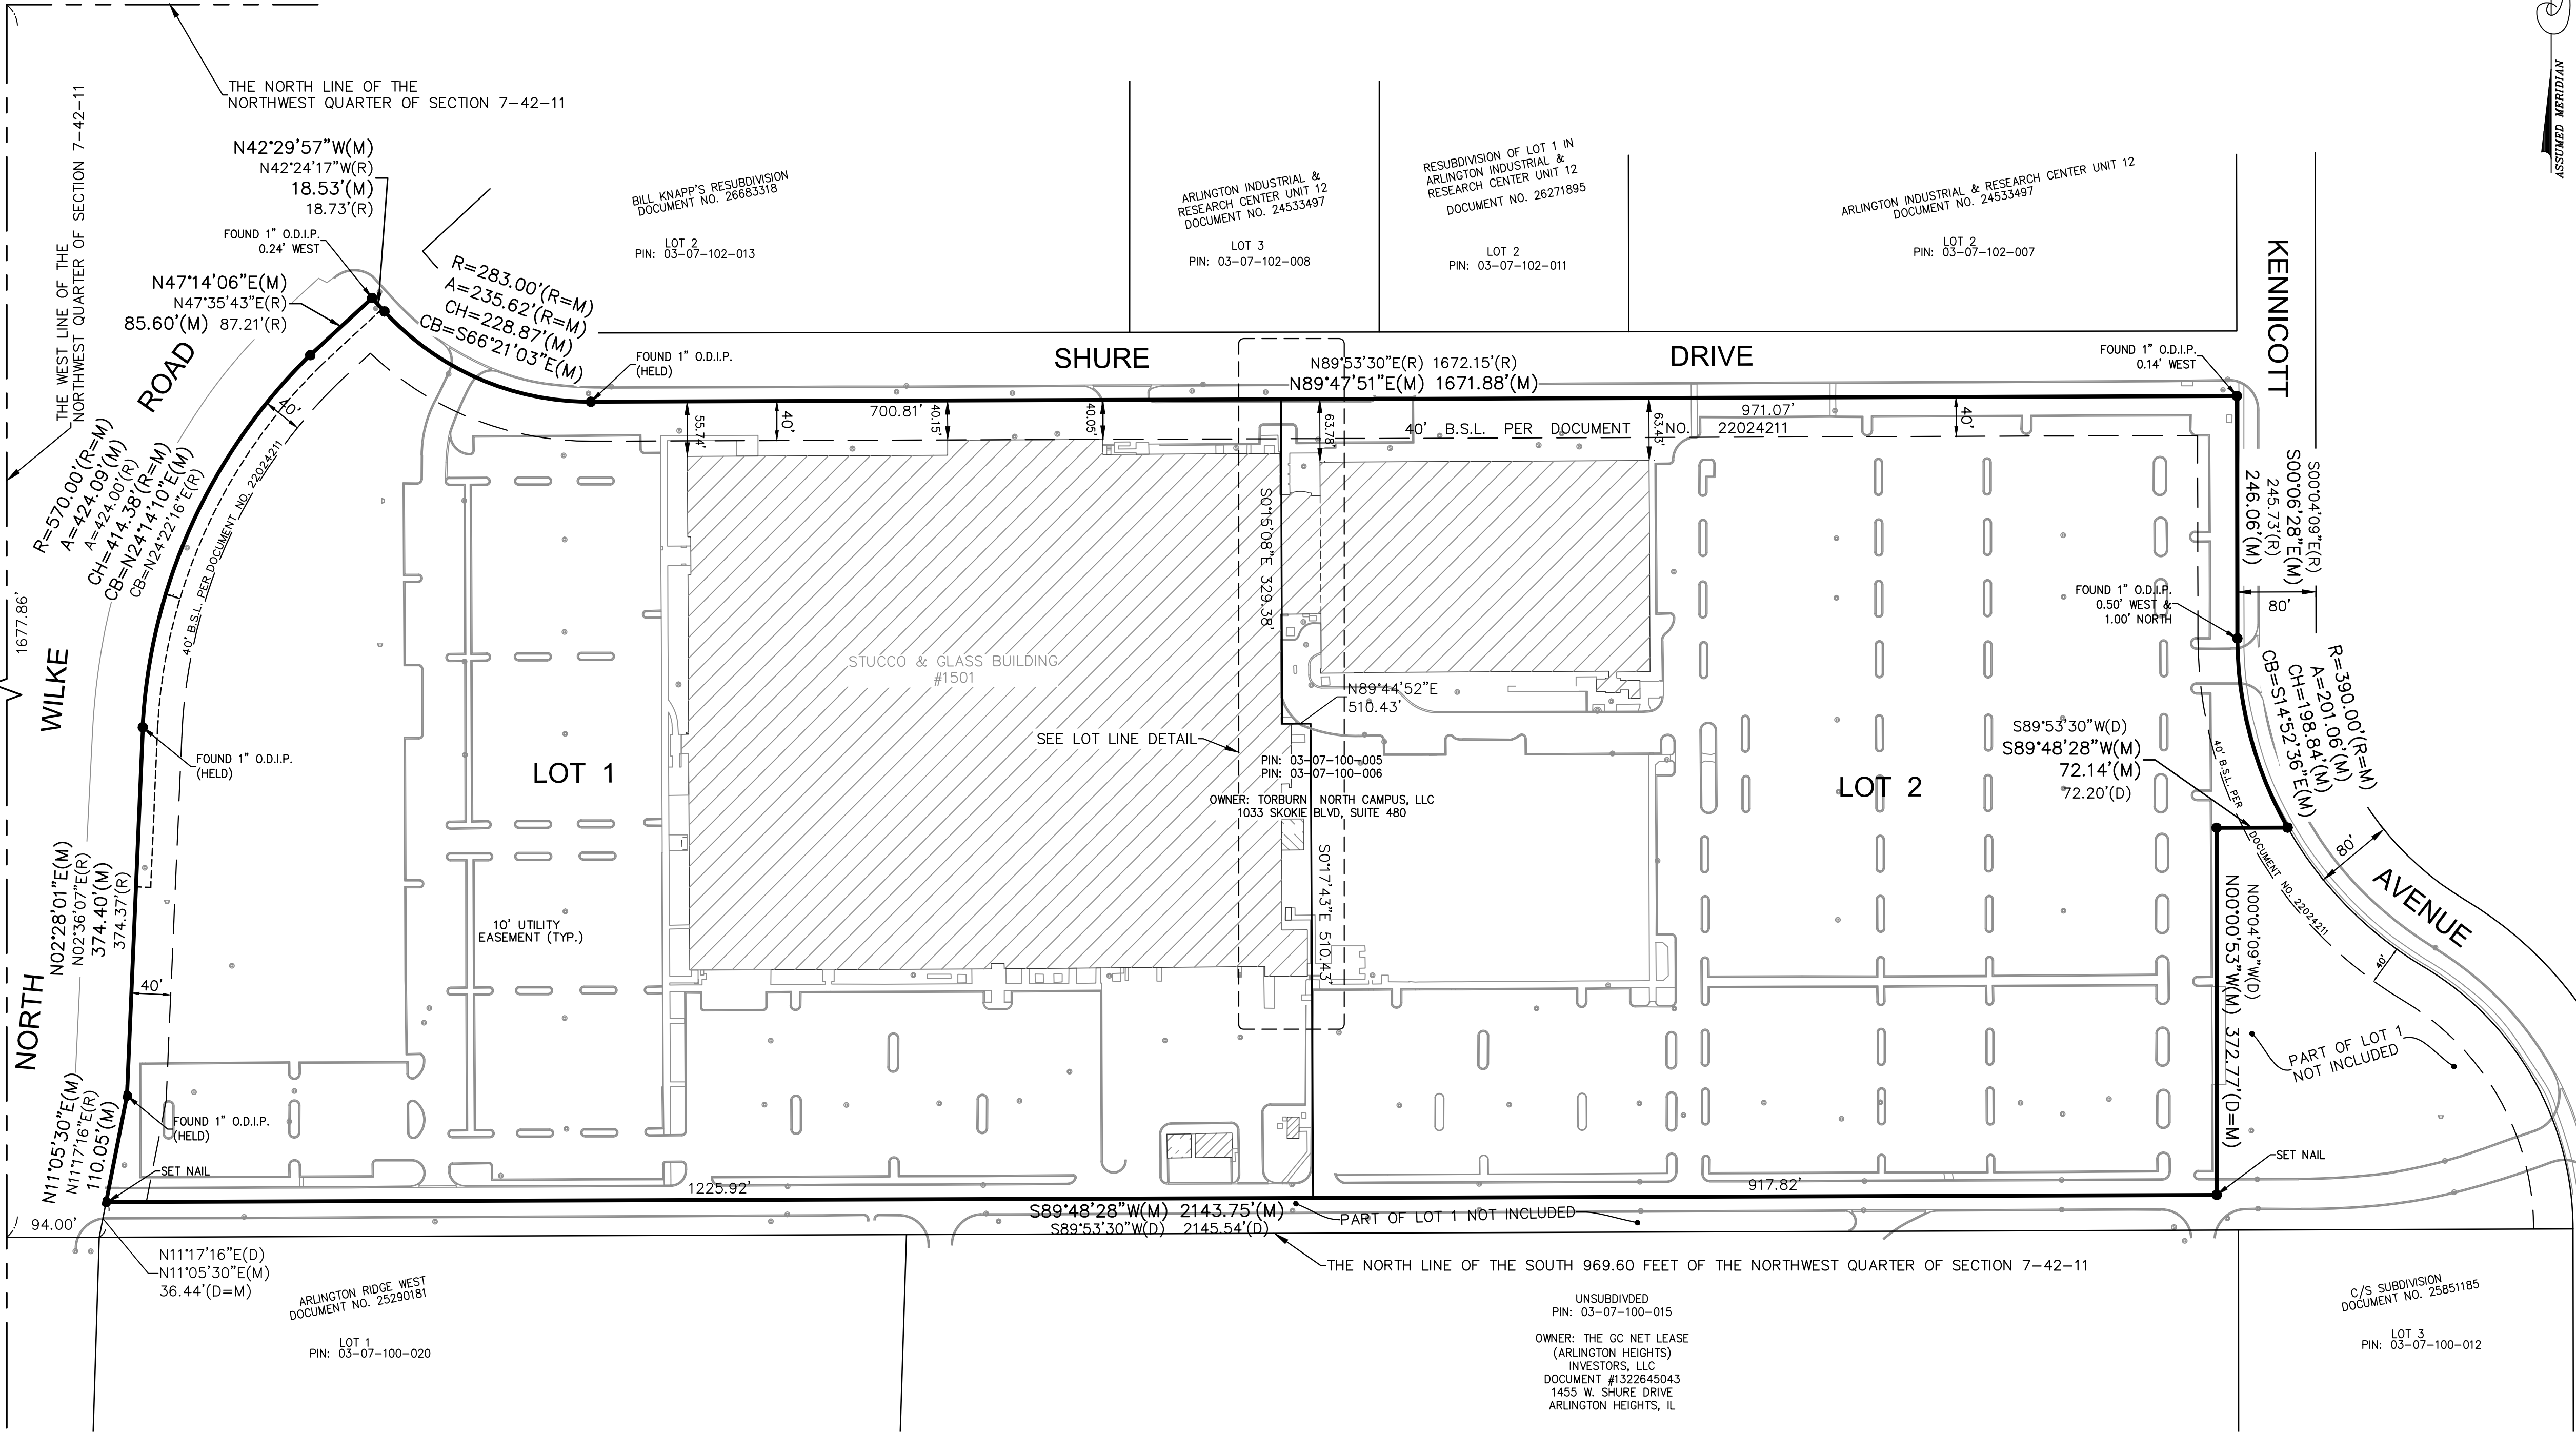 THE NORTH LINE OF THE
NORTHWEST QUARTER OF SECTION 7-42-11
THE WEST LINE OF THE
NORTHWEST QUARTER OF SECTION 7-42-11
ASSUMED MERIDIAN
N42°29'57"W(M)
N42°24'17"W(R)
18.53'(M)
18.73'(R)
FOUND 1" O.D.I.P.
0.24' WEST
N47°14'06"E(M)
N47°35'43"E(R)
85.60'(M) 87.21'(R)
BILL KNAPP'S RESUBDIVISION
DOCUMENT NO. 26683318
LOT 2
PIN: 03-07-102-013
ARLINGTON INDUSTRIAL &
RESEARCH CENTER UNIT 12
DOCUMENT NO. 24533497
LOT 3
PIN: 03-07-102-008
RESUBDIVISION OF LOT 1 IN
ARLINGTON INDUSTRIAL &
RESEARCH CENTER UNIT 12
DOCUMENT NO. 26271895
LOT 2
PIN: 03-07-102-011
ARLINGTON INDUSTRIAL & RESEARCH CENTER UNIT 12
DOCUMENT NO. 24533497
LOT 2
PIN: 03-07-102-007
KENNICOTT
R=283.00'(R=M)
A=235.62'(R=M)
CH=228.87'(M)
CB=S66°21'03"E(M)
FOUND 1" O.D.I.P.
(HELD)
SHURE
DRIVE
N89°53'30"E(R) 1672.15'(R)
N89°47'51"E(M) 1671.88'(M)
FOUND 1" O.D.I.P.
0.14' WEST
ROAD
40'
R=570.00'(R=M)
A=424.09'(M)
A=424.00'(R)
CH=414.38'(R=M)
CB=N24°14'10"E(M)
CB=N24°22'16"E(R)
40' B.S.L. PER DOCUMENT NO. 22024211
55.74'
40'
700.81'
40.15'
40.05'
63.78'
63.43'
971.07'
40'
40' B.S.L. PER DOCUMENT NO. 22024211
S00°04'09"E(R)
S00°06'28"E(M)
245.73'(R)
246.06'(M)
80'
FOUND 1" O.D.I.P.
0.50' WEST &
1.00' NORTH
S0°15'08"E 329.38'
STUCCO & GLASS BUILDING
#1501
N89°44'52"E
510.43'
SEE LOT LINE DETAIL
PIN: 03-07-100-005
PIN: 03-07-100-006
OWNER: TORBURN NORTH CAMPUS, LLC
1033 SKOKIE BLVD, SUITE 480
1677.86'
WILKE
FOUND 1" O.D.I.P.
(HELD)
LOT 1
LOT 2
R=390.00'(R=M)
A=201.06'(M)
CH=198.84'(M)
CB=S14°52'36"E(M)
S89°53'30"W(D)
S89°48'28"W(M)
72.14'(M)
72.20'(D)
40' B.S.L. PER DOCUMENT NO. 22024211
80'
AVENUE
40'
N02°28'01"E(M)
N02°36'07"E(R)
374.40'(M)
374.37'(R)
40'
10' UTILITY
EASEMENT (TYP.)
S0°17'43"E 510.43'
N00°04'09"W(D)
N00°00'53"W(M) 372.77'(D=M)
PART OF LOT 1
NOT INCLUDED
NORTH
N11°05'30"E(M)
N11°17'16"E(R)
110.05'(M)
FOUND 1" O.D.I.P.
(HELD)
SET NAIL
SET NAIL
1225.92'
917.82'
94.00'
S89°48'28"W(M) 2143.75'(M)
S89°53'30"W(D) 2145.54'(D)
PART OF LOT 1 NOT INCLUDED
N11°17'16"E(D)
N11°05'30"E(M)
36.44'(D=M)
THE NORTH LINE OF THE SOUTH 969.60 FEET OF THE NORTHWEST QUARTER OF SECTION 7-42-11
ARLINGTON RIDGE WEST
DOCUMENT NO. 25290181
LOT 1
PIN: 03-07-100-020
UNSUBDIVDED
PIN: 03-07-100-015
OWNER: THE GC NET LEASE
(ARLINGTON HEIGHTS)
INVESTORS, LLC
DOCUMENT #1322645043
1455 W. SHURE DRIVE
ARLINGTON HEIGHTS, IL
C/S SUBDIVISION
DOCUMENT NO. 25851185
LOT 3
PIN: 03-07-100-012